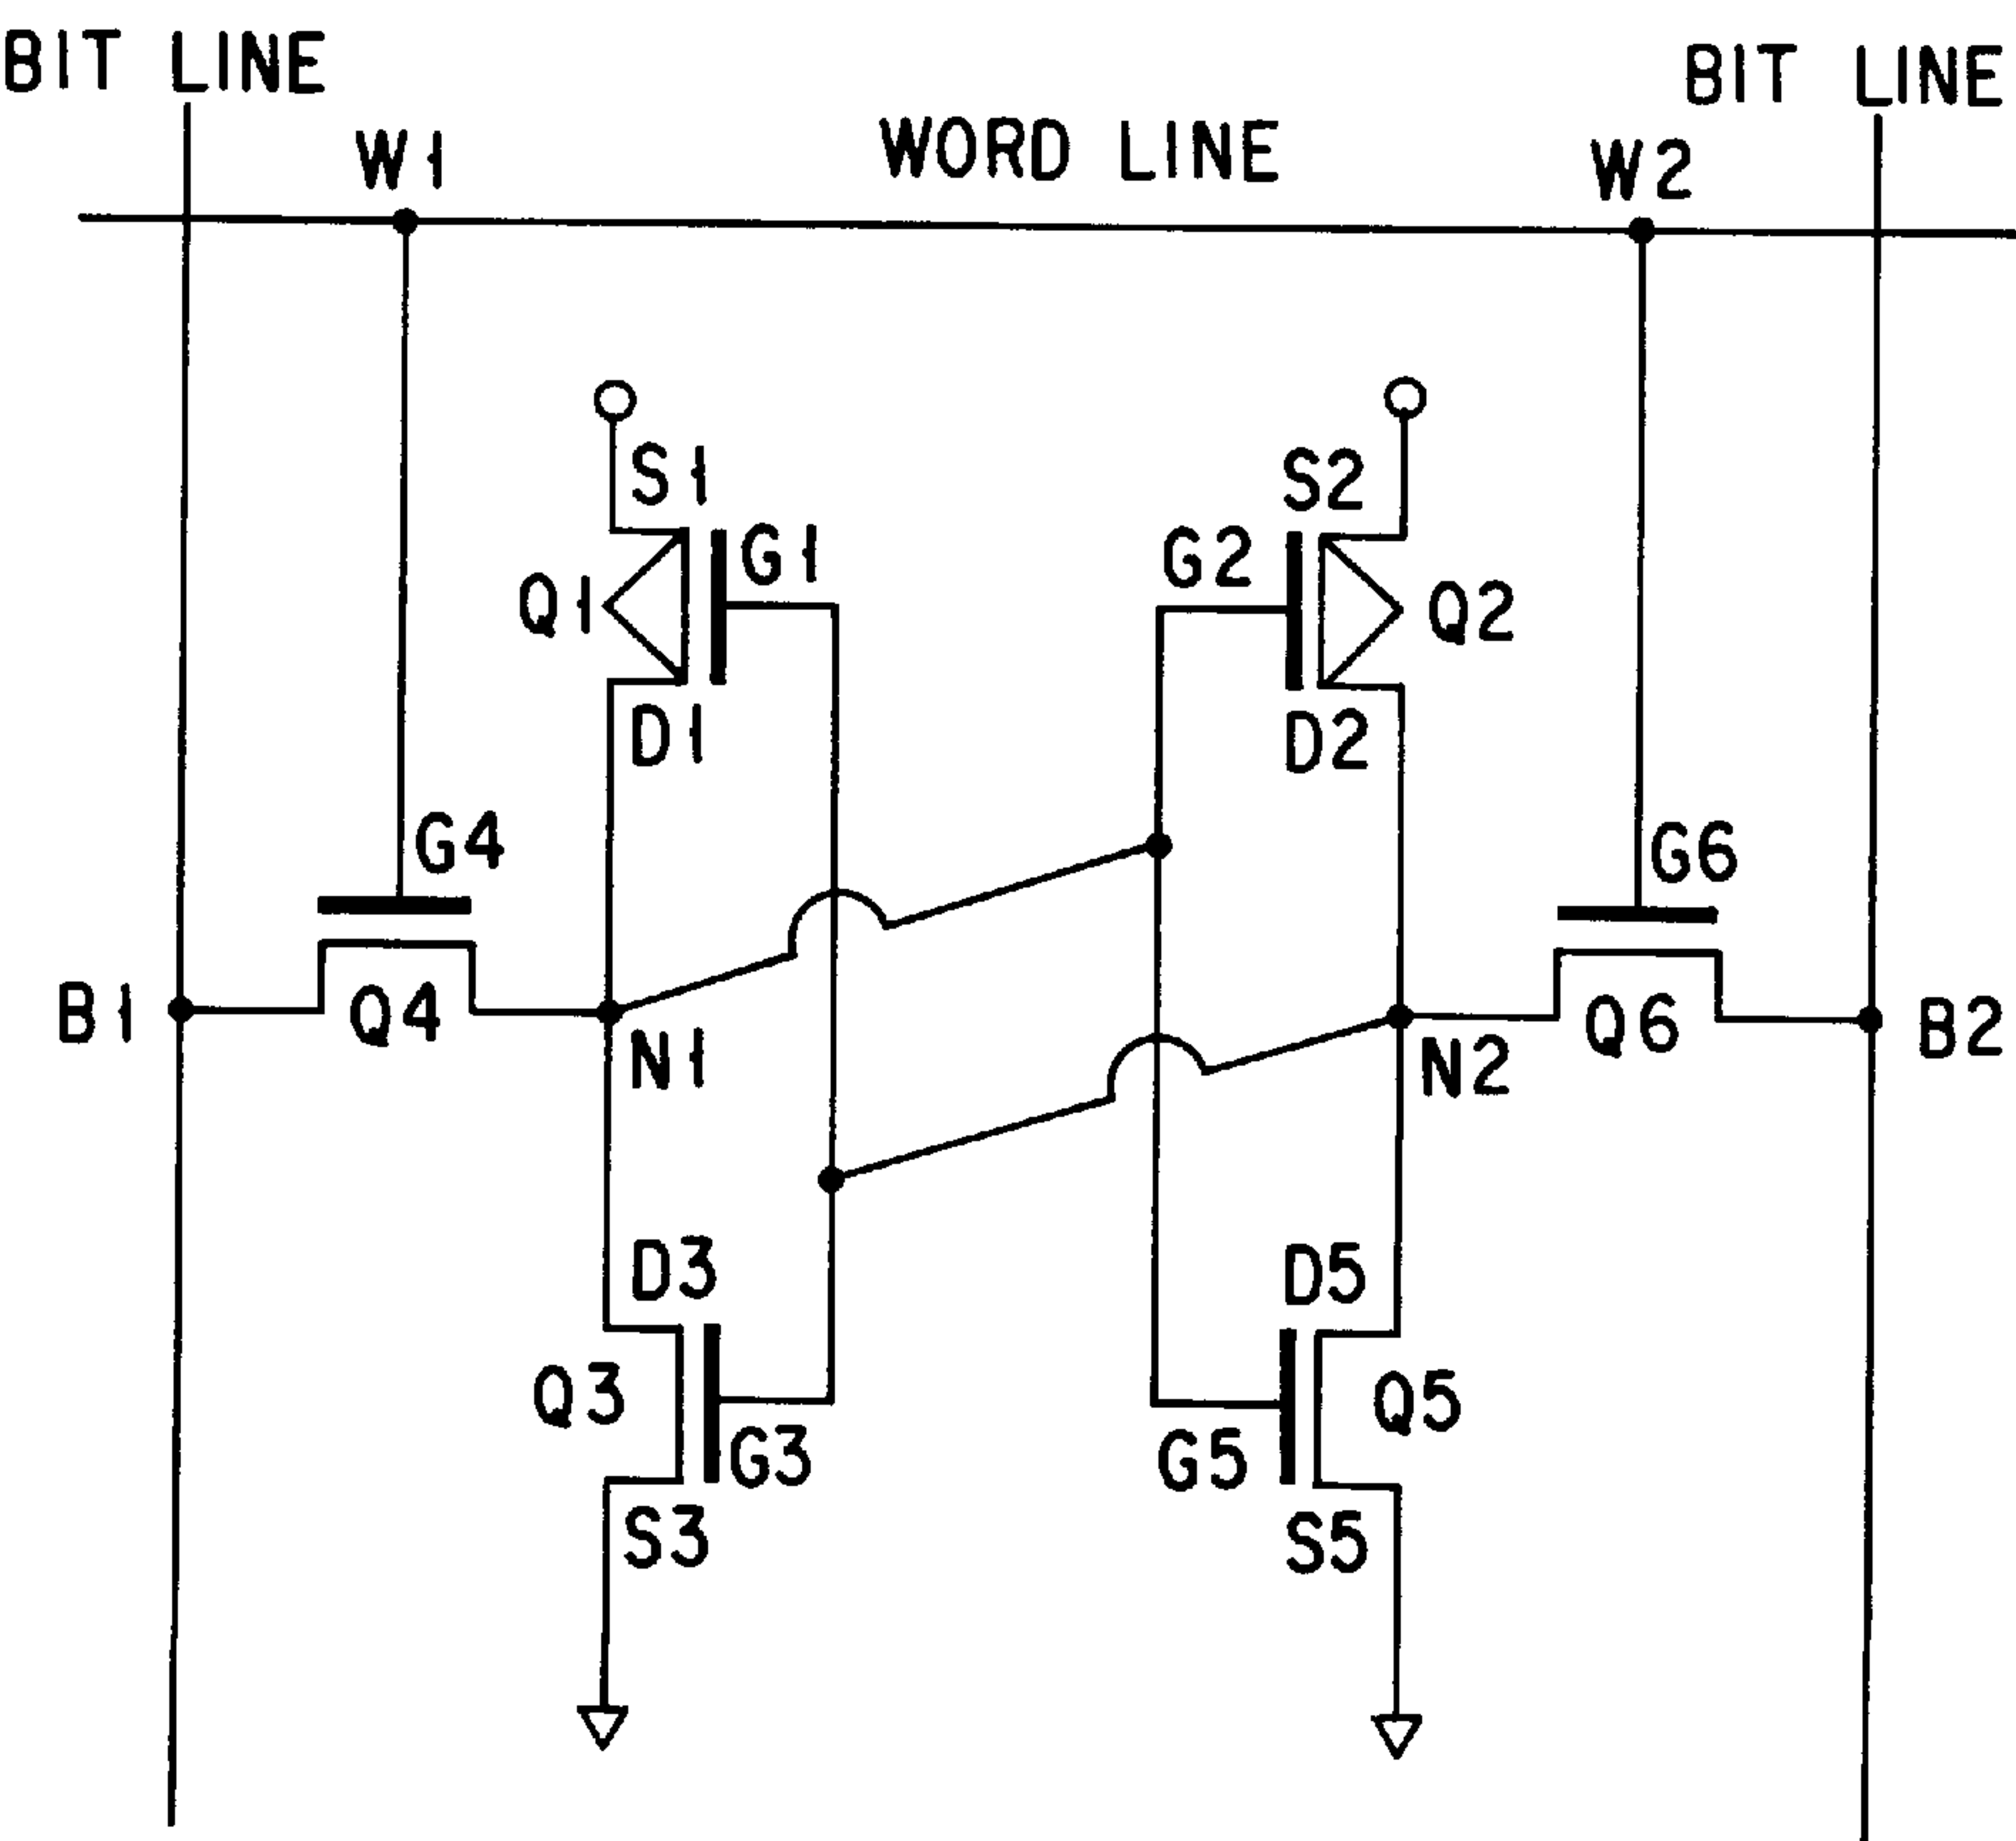 BIT LINE
BIT LINE
W1
WORD LINE
W2
S1
S2
G1
G2
Q1
Q2
D1
D2
G4
G6
B1
Q4
N1
N2
Q6
B2
D3
D5
Q3
Q5
G3
G5
S3
S5